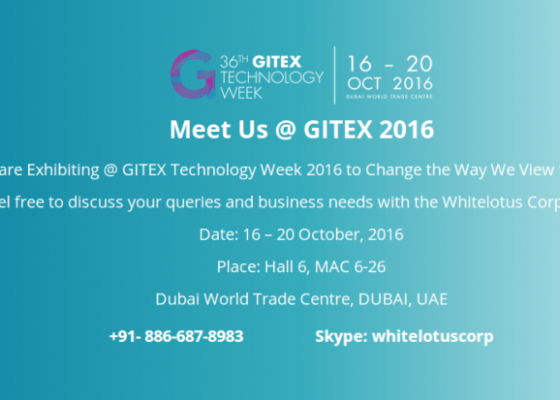 36TH GITEX
TECHNOLOGY
WEEK
16 – 20
OCT 2016
DUBAI WORLD TRADE CENTRE
Meet Us @ GITEX 2016
are Exhibiting @ GITEX Technology Week 2016 to Change the Way We View
free to discuss your queries and business needs with the Whitelotus Corp
Date: 16 – 20 October, 2016
Place: Hall 6, MAC 6-26
Dubai World Trade Centre, DUBAI, UAE
+91- 886-687-8983 Skype: whitelotuscorp